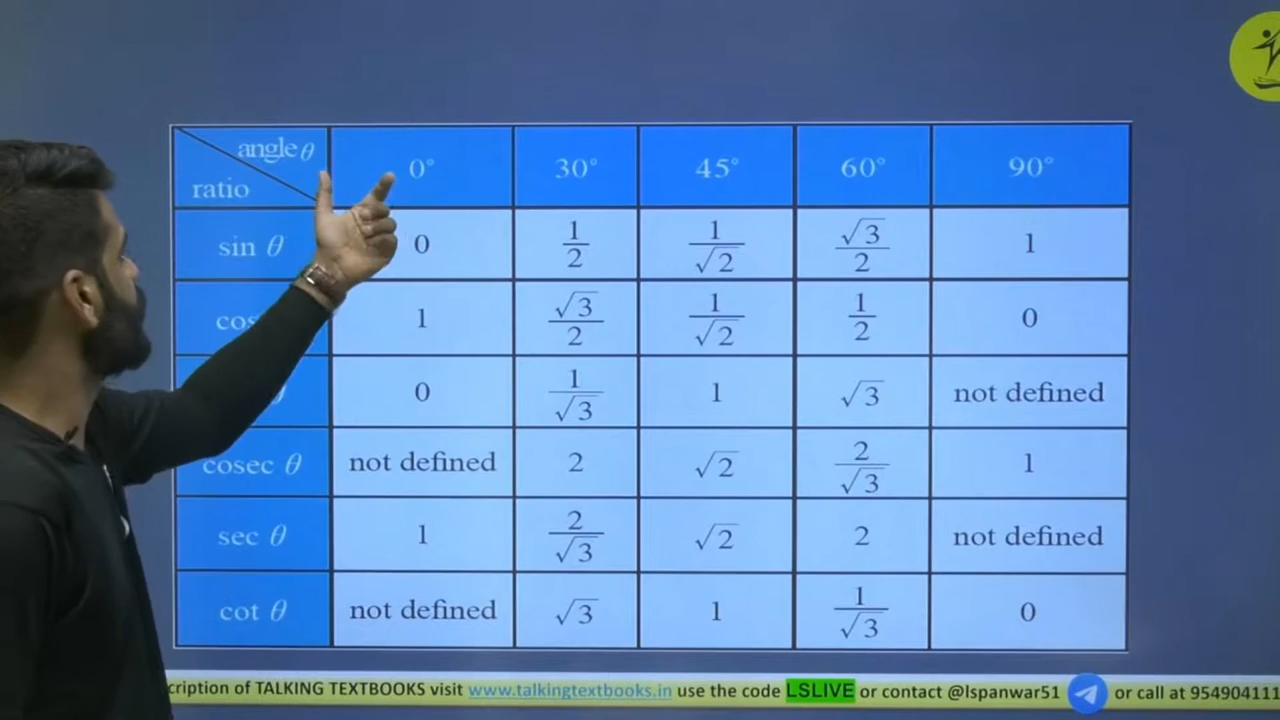 angle θ
ratio
0° 30° 45° 60° 90°
sin θ 0 1/2 1/√2 √3/2 1
cos 1 √3/2 1/√2 1/2 0
θ 0 1/√3 1 √3 not defined
cosec θ not defined 2 √2 2/√3 1
sec θ 1 2/√3 √2 2 not defined
cot θ not defined √3 1 1/√3 0
cription of TALKING TEXTBOOKS visit www.talkingtextbooks.in use the code LSLIVE or contact @lspanwar51 or call at 954904111